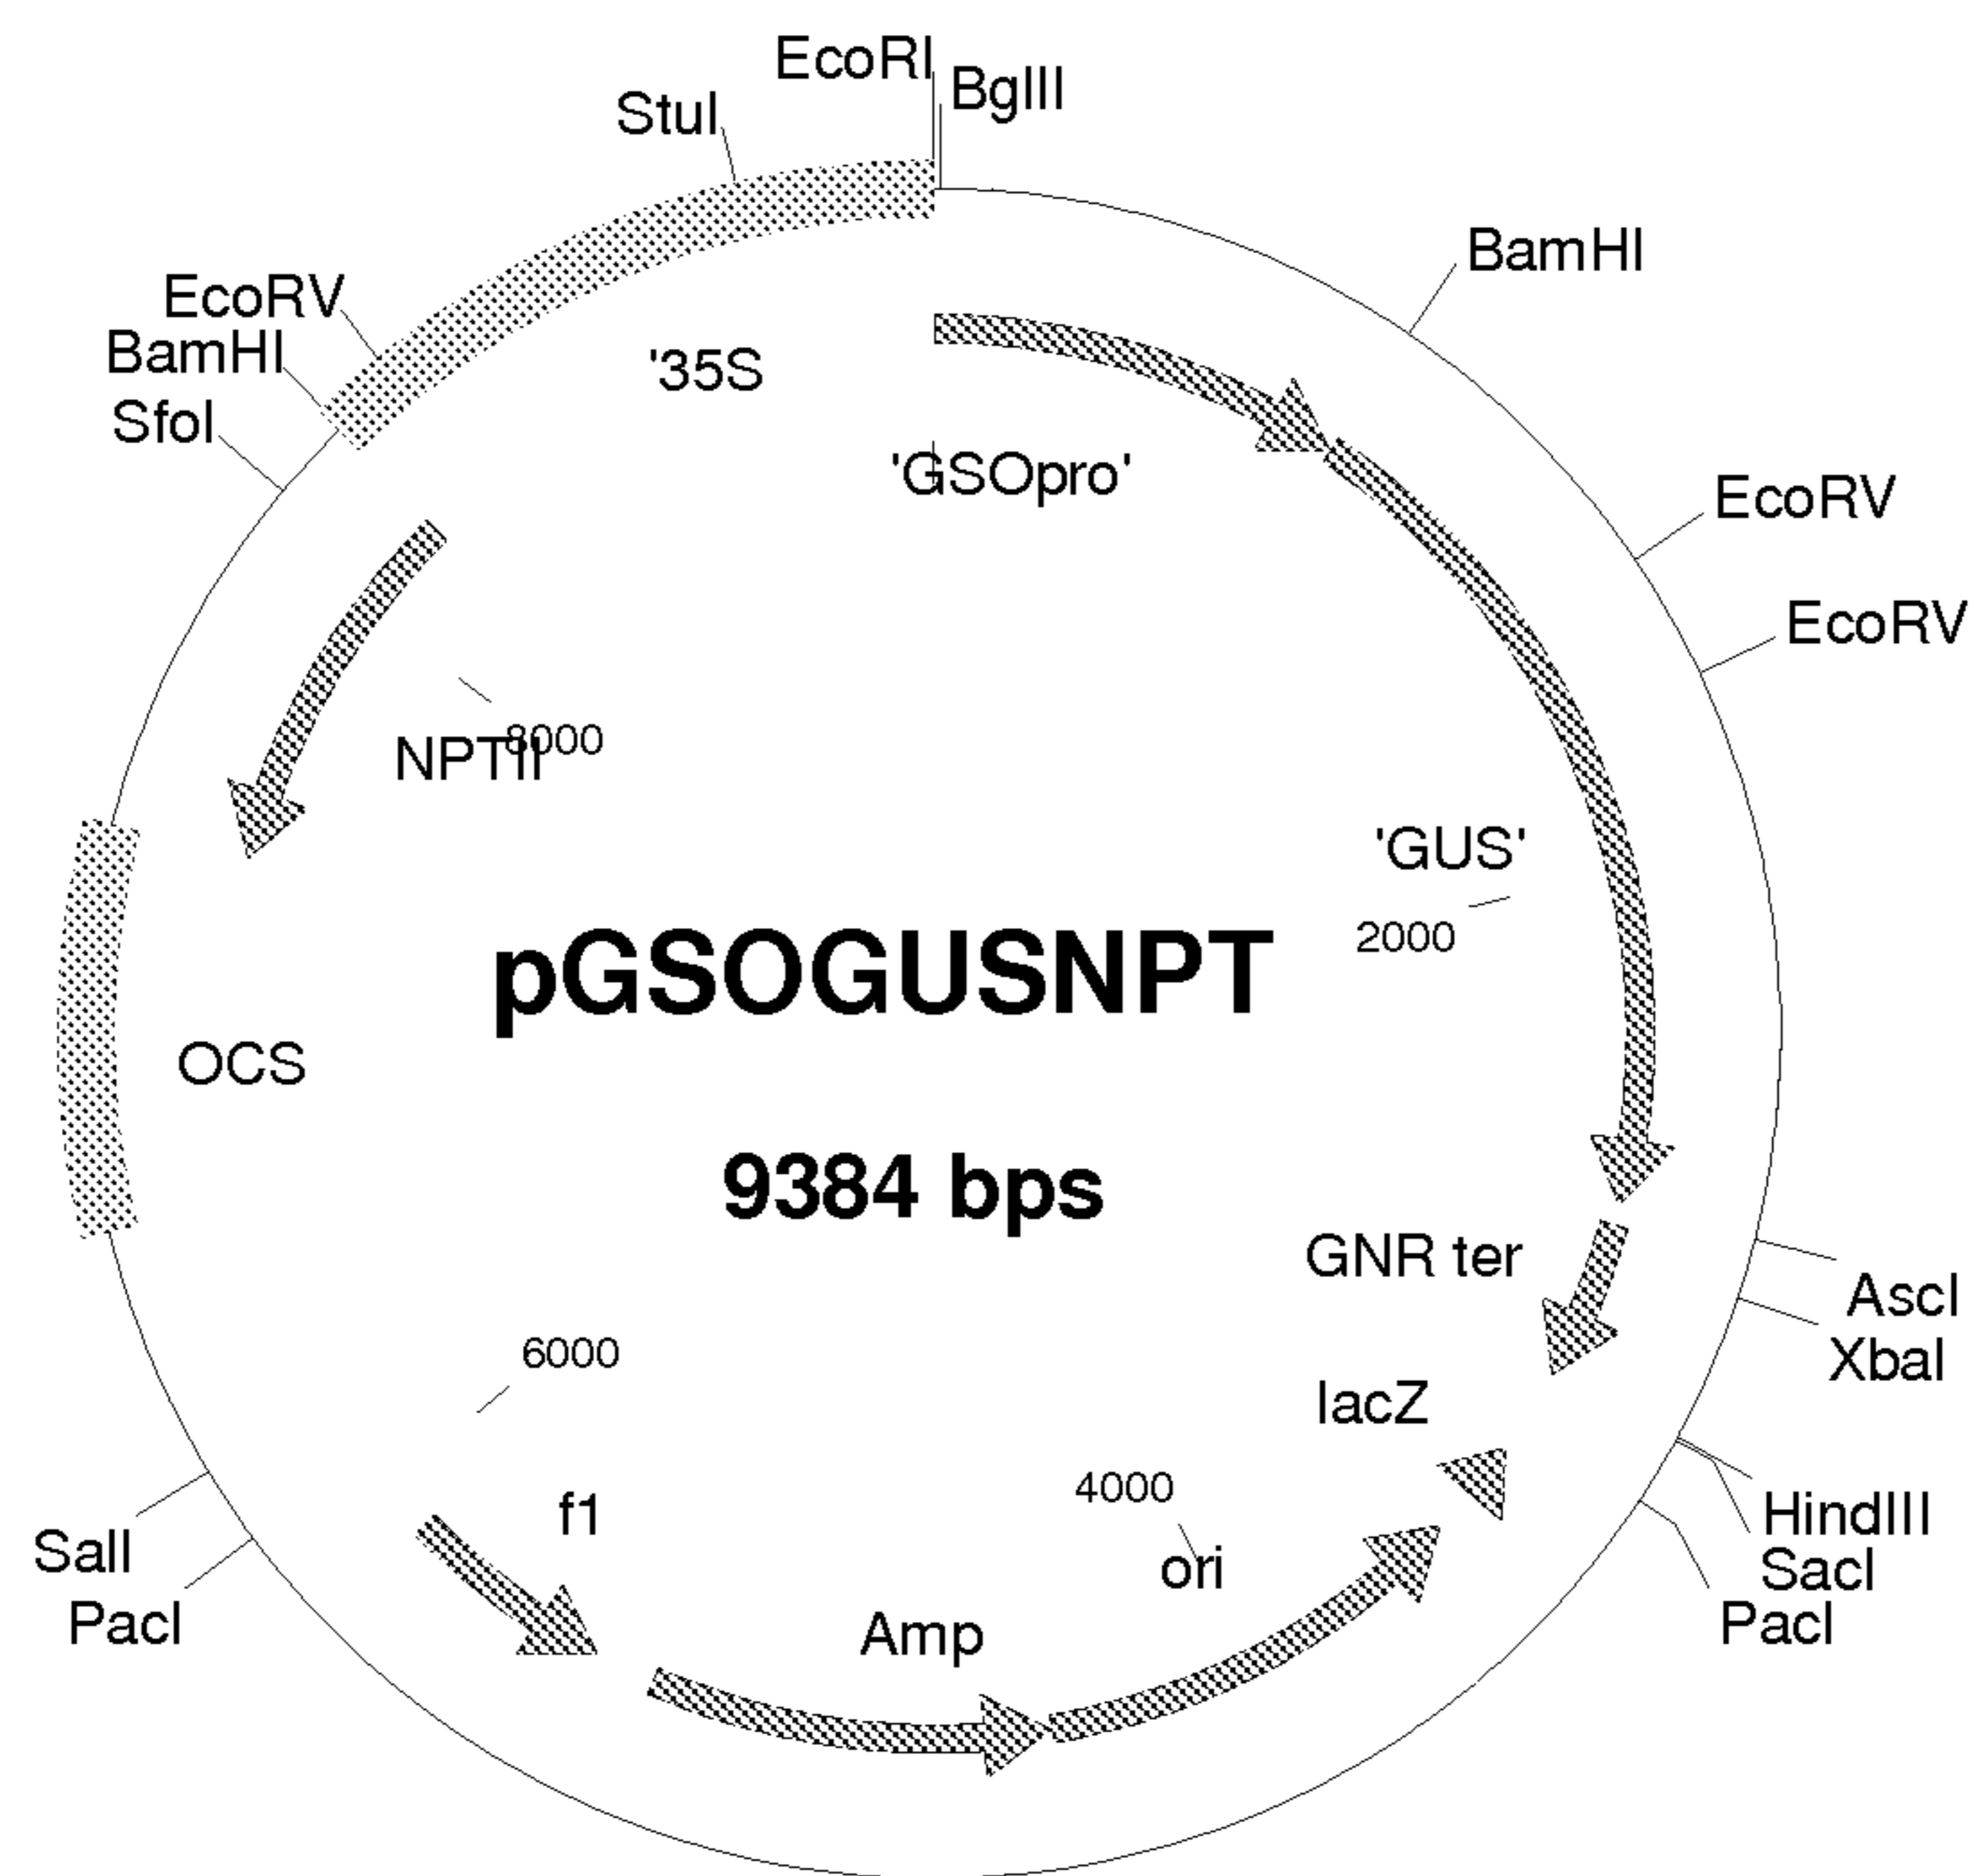 EcoRI
BglII
StuI
BamHI
EcoRV
BamHI
'35S
SfoI
'GSOpro'
EcoRV
EcoRV
8000
NPTII
'GUS'
2000
pGSOGUSNPT
OCS
9384 bps
GNR ter
AscI
6000
XbaI
lacZ
4000
f1
HindIII
SalI
ori
SacI
PacI
Amp
PacI